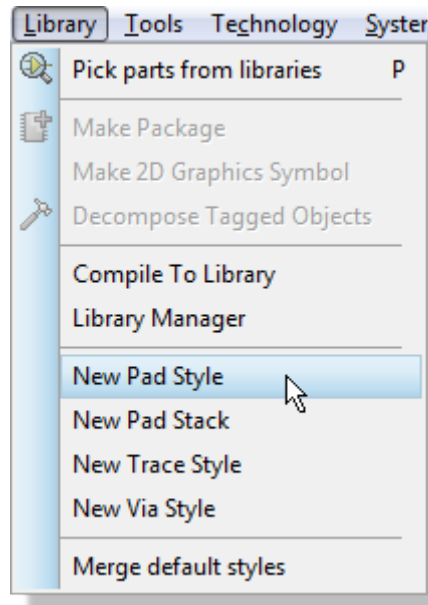 Library Tools Technology Syster
Pick parts from libraries P
Make Package
Make 2D Graphics Symbol
Decompose Tagged Objects
Compile To Library
Library Manager
New Pad Style
New Pad Stack
New Trace Style
New Via Style
Merge default styles